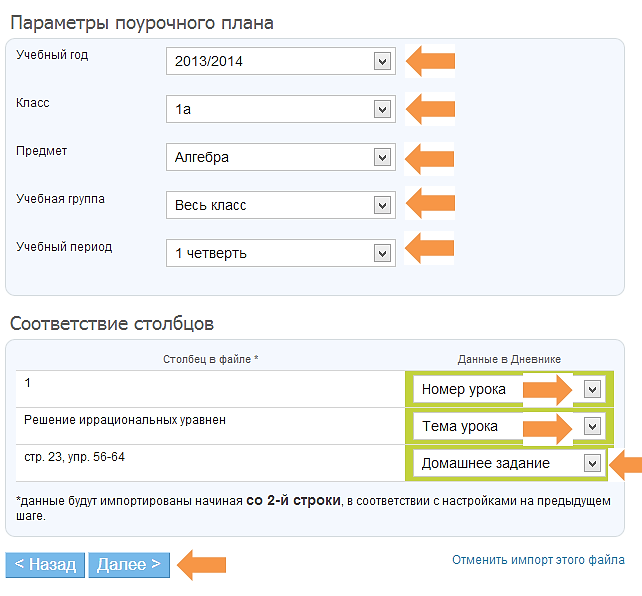 Параметры поурочного плана
Учебный год
2013/2014
Класс
1а
Предмет
Алгебра
Учебная группа
Весь класс
Учебный период
1 четверть
Соответствие столбцов
Столбец в файле *
Данные в Дневнике
1
Номер урока
Решение иррациональных уравнен
Тема урока
стр. 23, упр. 56-64
Домашнее задание
*данные будут импортированы начиная со 2-й строки, в соответствии с настройками на предыдущем
шаге.
< Назад
Далее >
Отменить импорт этого файла